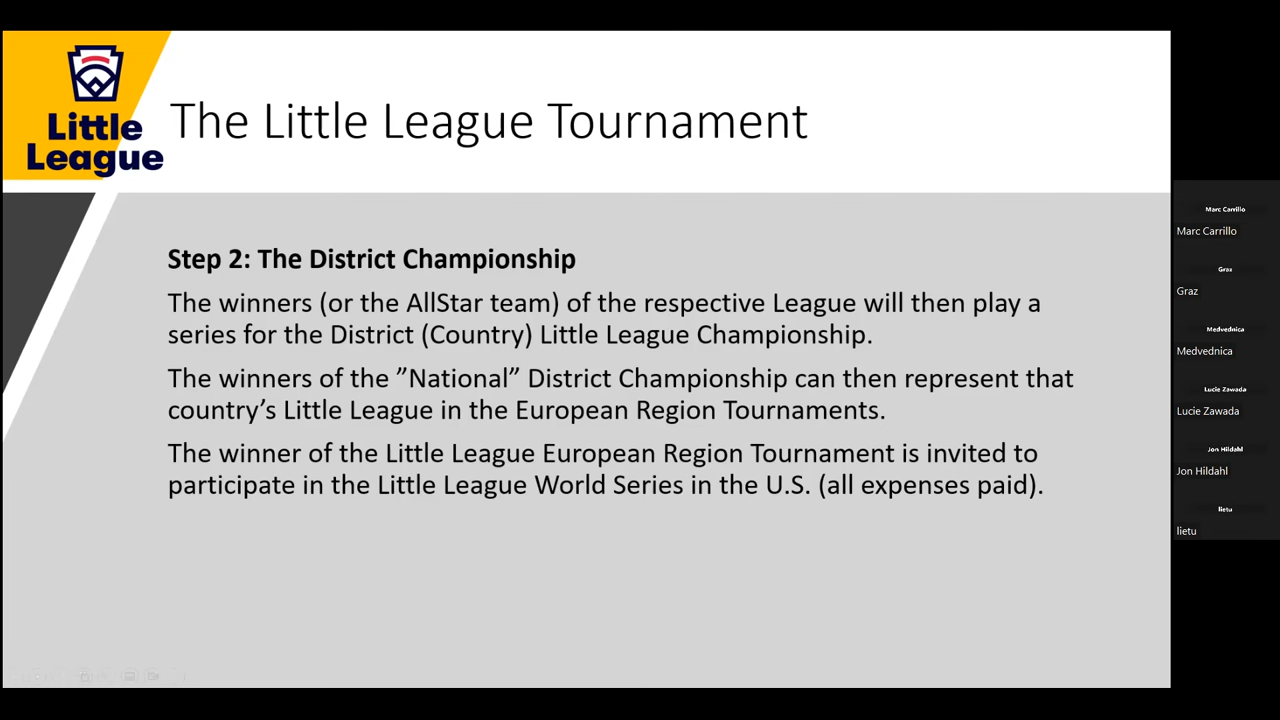 Little
League
The Little League Tournament
Step 2: The District Championship
The winners (or the AllStar team) of the respective League will then play a
series for the District (Country) Little League Championship.
The winners of the ”National” District Championship can then represent that
country’s Little League in the European Region Tournaments.
The winner of the Little League European Region Tournament is invited to
participate in the Little League World Series in the U.S. (all expenses paid).
Marc Carrillo
Marc Carrillo
Graz
Graz
Medvednica
Medvednica
Lucie Zawada
Lucie Zawada
Jon Hildahl
Jon Hildahl
lietu
lietu